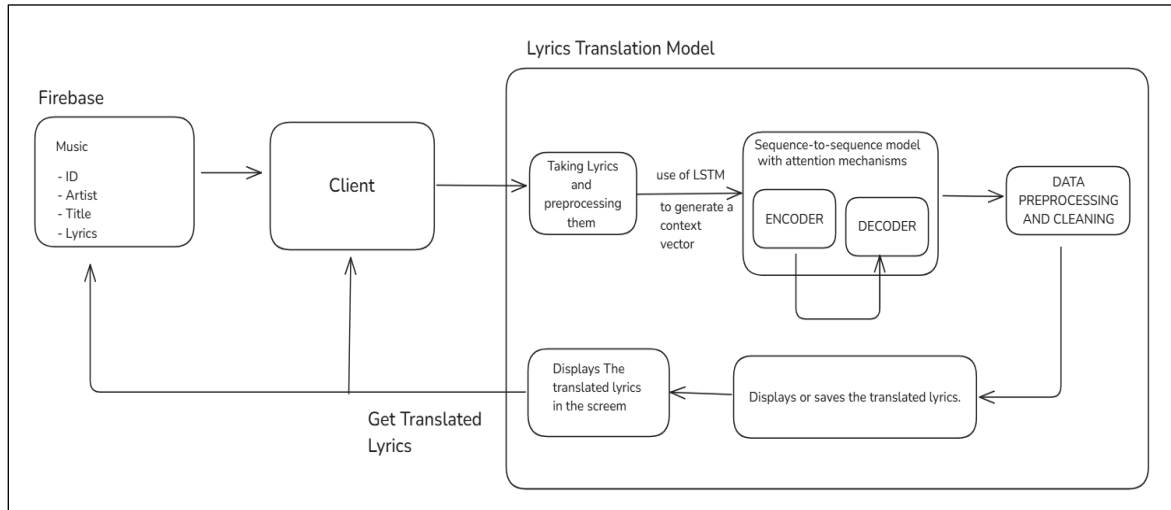 Lyrics Translation Model
Firebase
Music
- ID
- Artist
- Title
- Lyrics
Client
Taking Lyrics
and
preprocessing
them
use of LSTM
to generate a
context
vector
Sequence-to-sequence model
with attention mechanisms
ENCODER
DECODER
DATA
PREPROCESSING
AND CLEANING
Displays The
translated lyrics
in the screem
Displays or saves the translated lyrics.
Get Translated
Lyrics